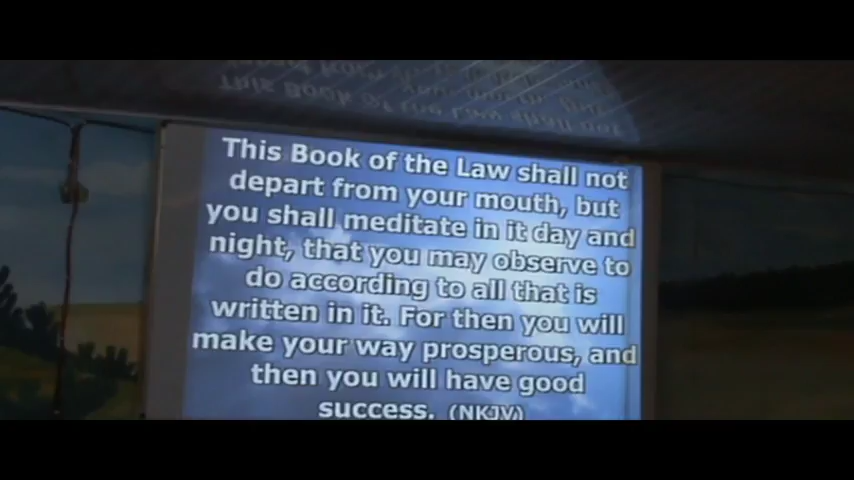 This Book of the Law shall not
depart from your mouth, but
you shall meditate in it day and
night, that you may observe to
do according to all that is
written in it. For then you will
make your way prosperous, and
then you will have good
success. (NKJV)